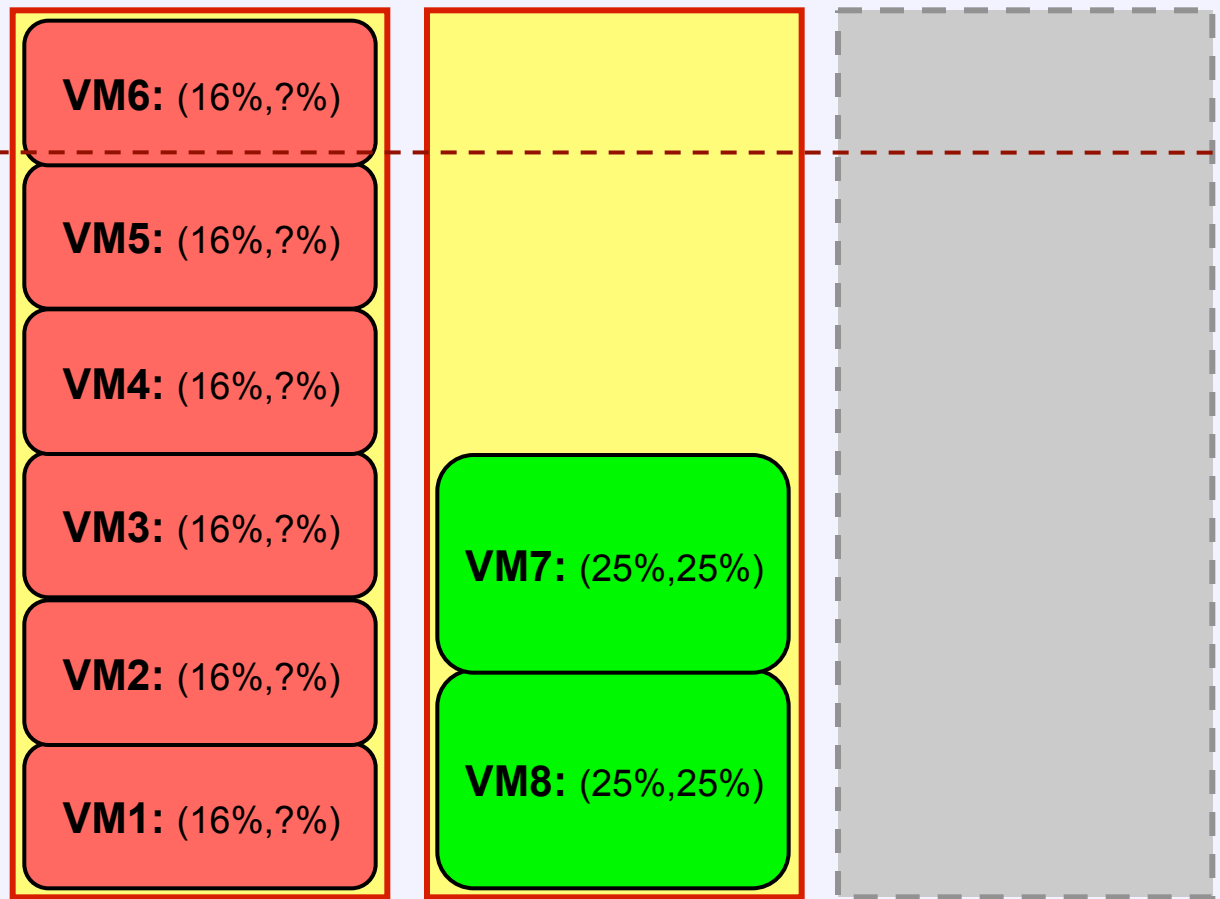 VM6: (16%,?%)
VM5: (16%,?%)
VM4: (16%,?%)
VM3: (16%,?%)
VM2: (16%,?%)
VM1: (16%,?%)
VM7: (25%,25%)
VM8: (25%,25%)